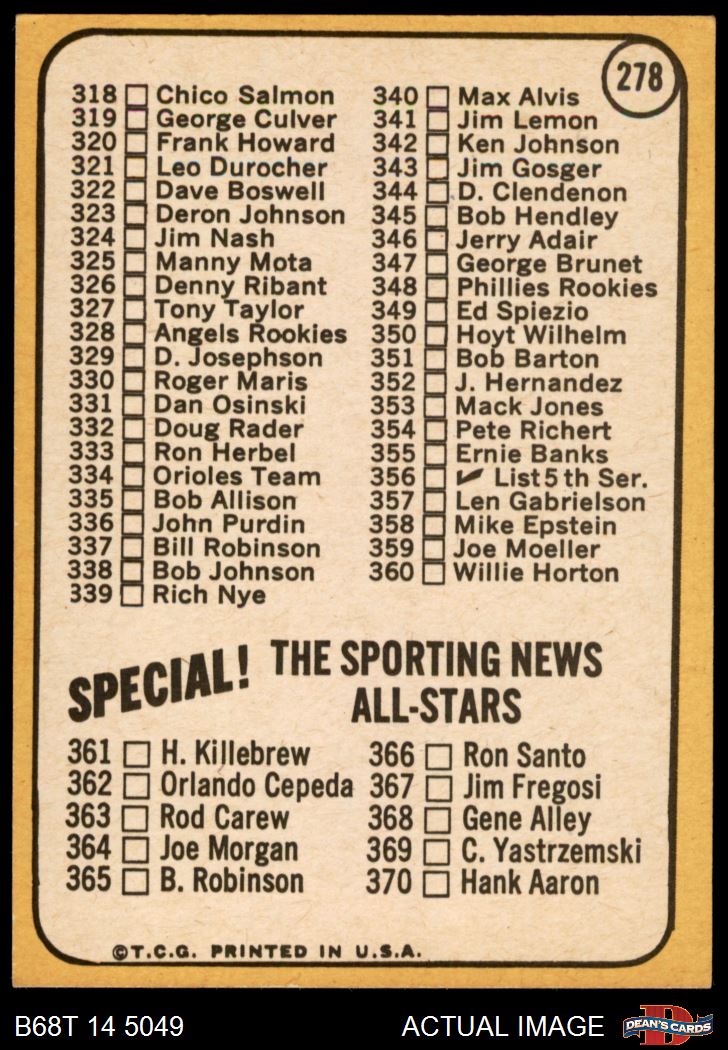 278
318 Chico Salmon
319 George Culver
320 Frank Howard
321 Leo Durocher
322 Dave Boswell
323 Deron Johnson
324 Jim Nash
325 Manny Mota
326 Denny Ribant
327 Tony Taylor
328 Angels Rookies
329 D. Josephson
330 Roger Maris
331 Dan Osinski
332 Doug Rader
333 Ron Herbel
334 Orioles Team
335 Bob Allison
336 John Purdin
337 Bill Robinson
338 Bob Johnson
339 Rich Nye
340 Max Alvis
341 Jim Lemon
342 Ken Johnson
343 Jim Gosger
344 D. Clendenon
345 Bob Hendley
346 Jerry Adair
347 George Brunet
348 Phillies Rookies
349 Ed Spiezio
350 Hoyt Wilhelm
351 Bob Barton
352 J. Hernandez
353 Mack Jones
354 Pete Richert
355 Ernie Banks
356 ✔ List 5 th Ser.
357 Len Gabrielson
358 Mike Epstein
359 Joe Moeller
360 Willie Horton
SPECIAL! THE SPORTING NEWS
ALL-STARS
361 H. Killebrew
362 Orlando Cepeda
363 Rod Carew
364 Joe Morgan
365 B. Robinson
366 Ron Santo
367 Jim Fregosi
368 Gene Alley
369 C. Yastrzemski
370 Hank Aaron
©T.C.G. PRINTED IN U.S.A.
B68T 14 5049 ACTUAL IMAGE D DEAN'S CARDS